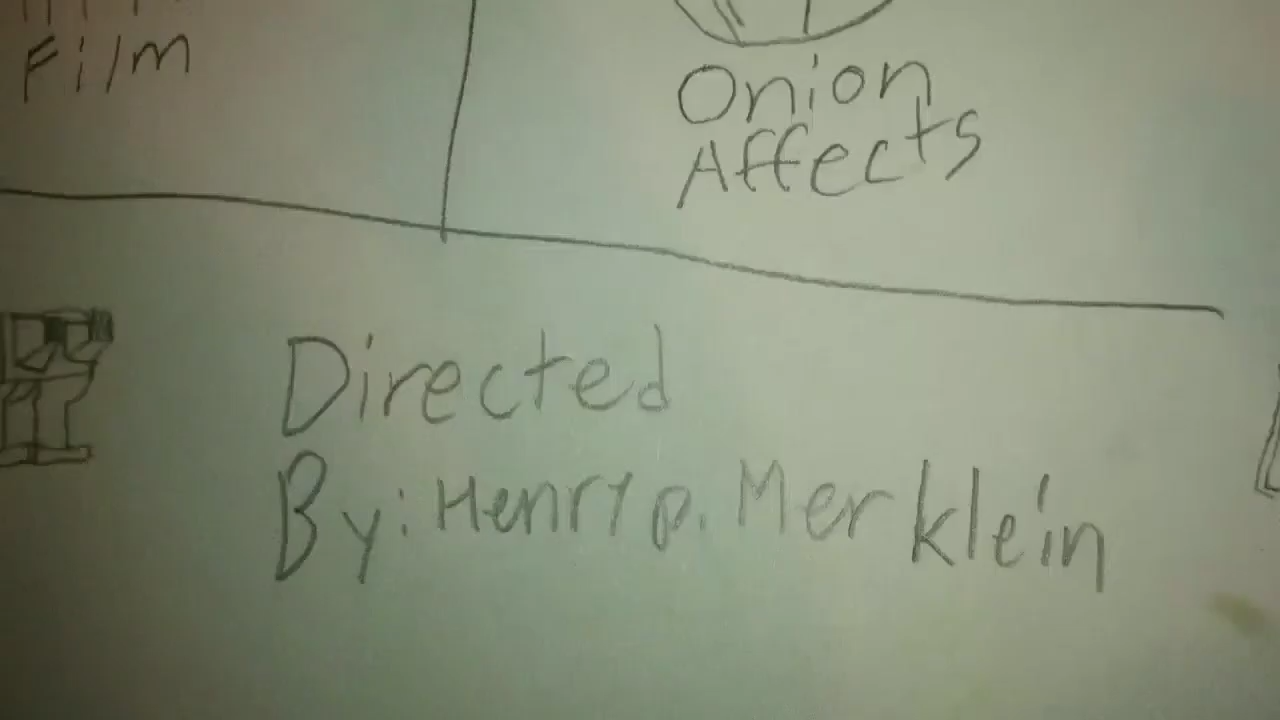 Film
Onion
Affects
Directed
By: Henry p. Merklein